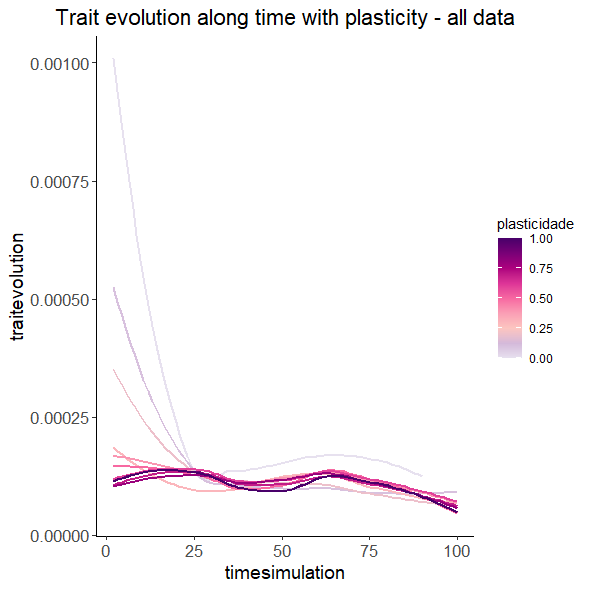 Trait evolution along time with plasticity - all data
traitevolution
0.00100
0.00075
0.00050
0.00025
0.00000
0 25 50 75 100
timesimulation
plasticidade
1.00
0.75
0.50
0.25
0.00